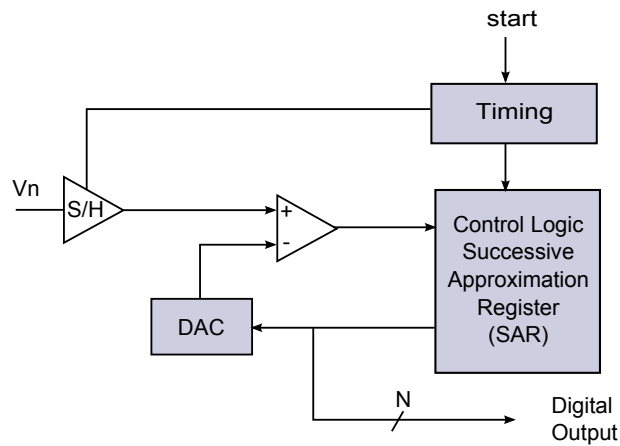 start
Timing
Vn
S/H
+
-
Control Logic
Successive
Approximation
Register
(SAR)
DAC
N
Digital
Output